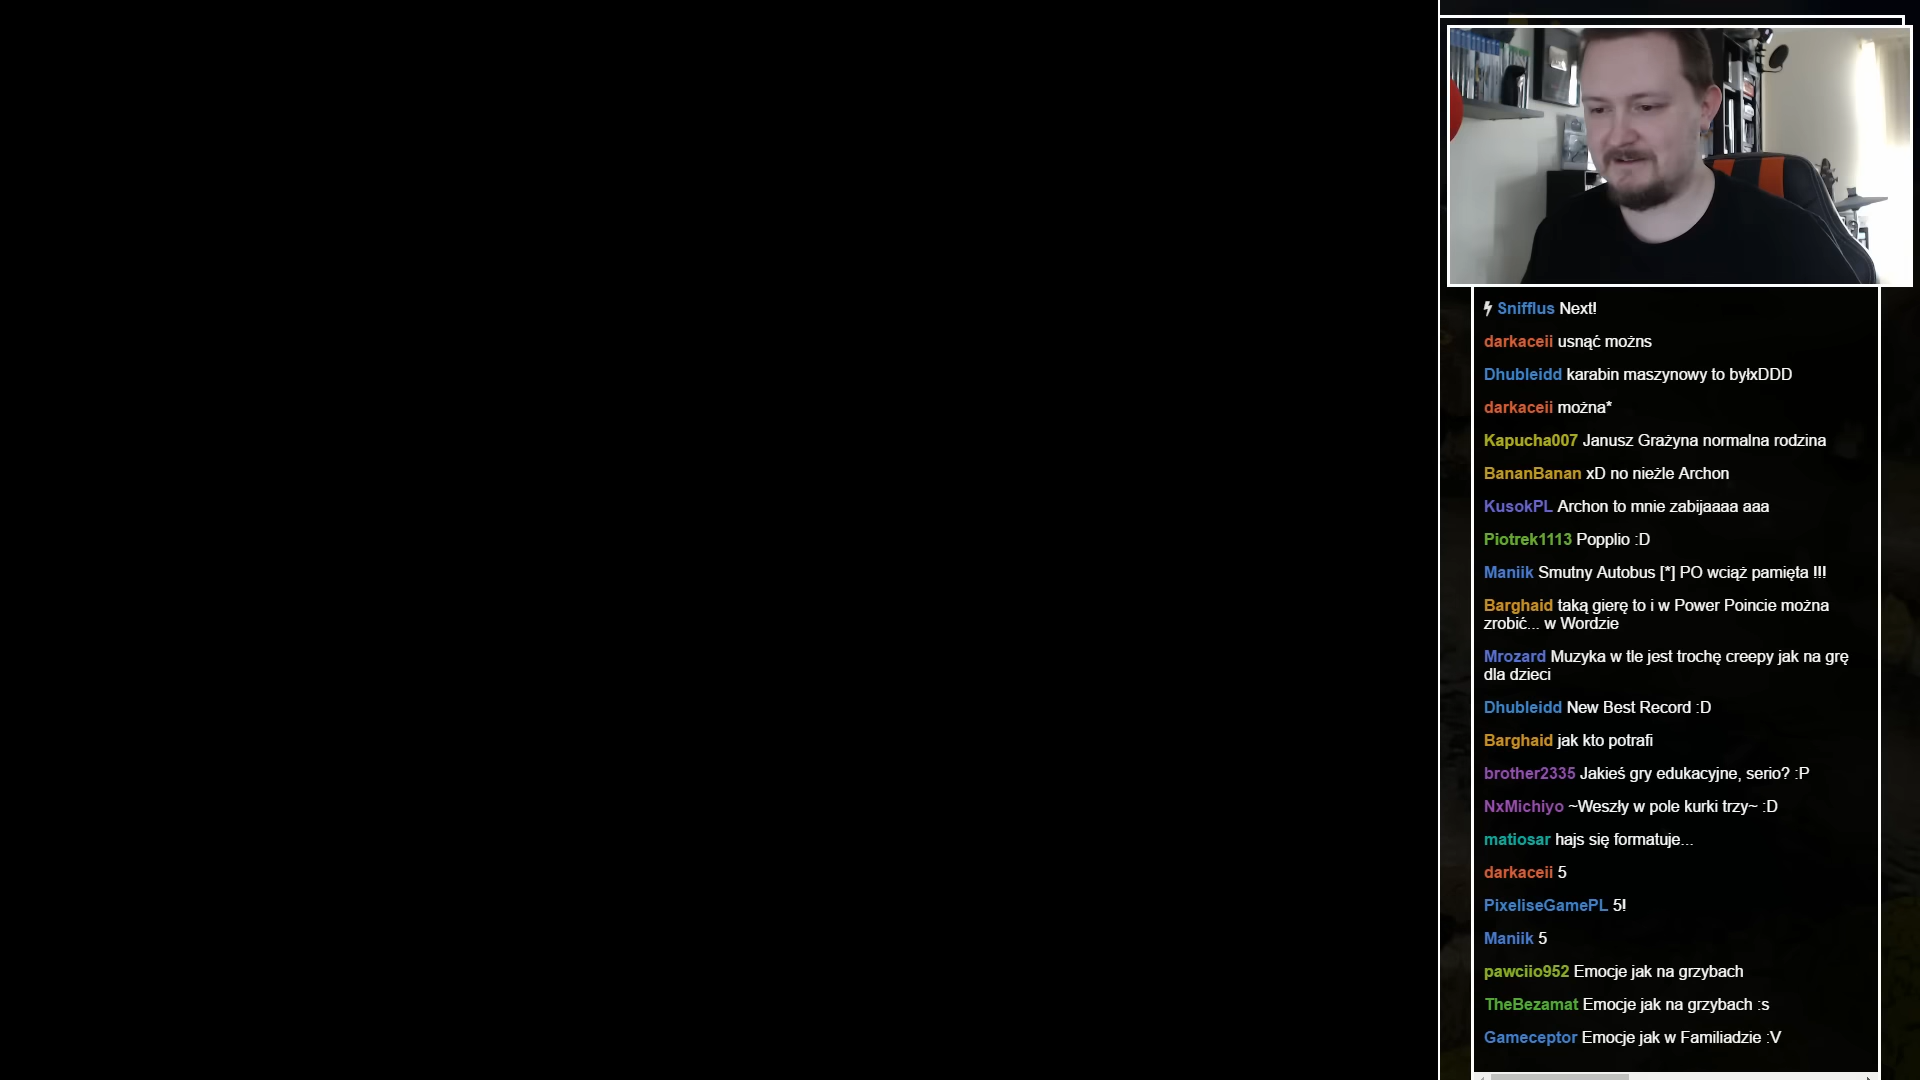 Snifflus Next!
darkaceii usnąć możns
Dhubleidd karabin maszynowy to byłxDDD
darkaceii można*
Kapucha007 Janusz Grażyna normalna rodzina
BananBanan xD no nieźle Archon
KusokPL Archon to mnie zabijaaaa aaa
Piotrek1113 Popplio :D
Maniik Smutny Autobus [*] PO wciąż pamięta !!!
Barghaid taką gierę to i w Power Poincie można
zrobić... w Wordzie
Mrozard Muzyka w tle jest trochę creepy jak na grę
dla dzieci
Dhubleidd New Best Record :D
Barghaid jak kto potrafi
brother2335 Jakieś gry edukacyjne, serio? :P
NxMichiyo ~Weszły w pole kurki trzy~ :D
matiosar hajs się formatuje...
darkaceii 5
PixeliseGamePL 5!
Maniik 5
pawciio952 Emocje jak na grzybach
TheBezamat Emocje jak na grzybach :s
Gameceptor Emocje jak w Familiadzie :V